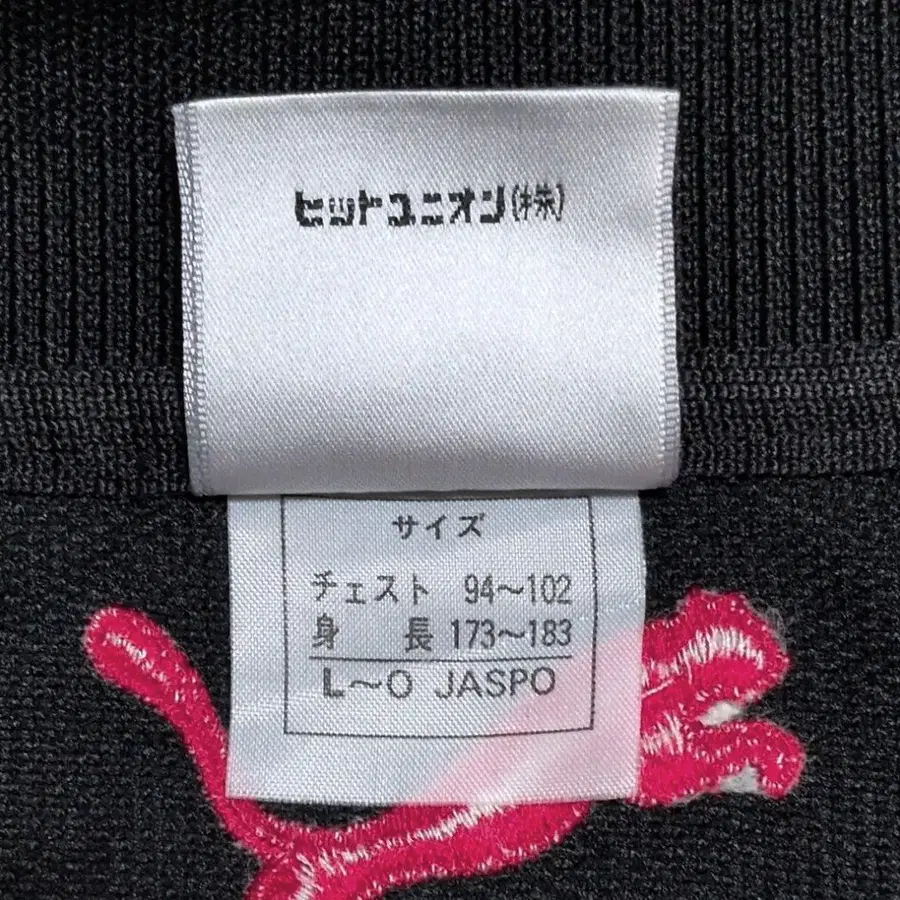 ヒットユニオン(株)
サイズ
チェスト 94〜102
身 長 173〜183
L〜O JASPO